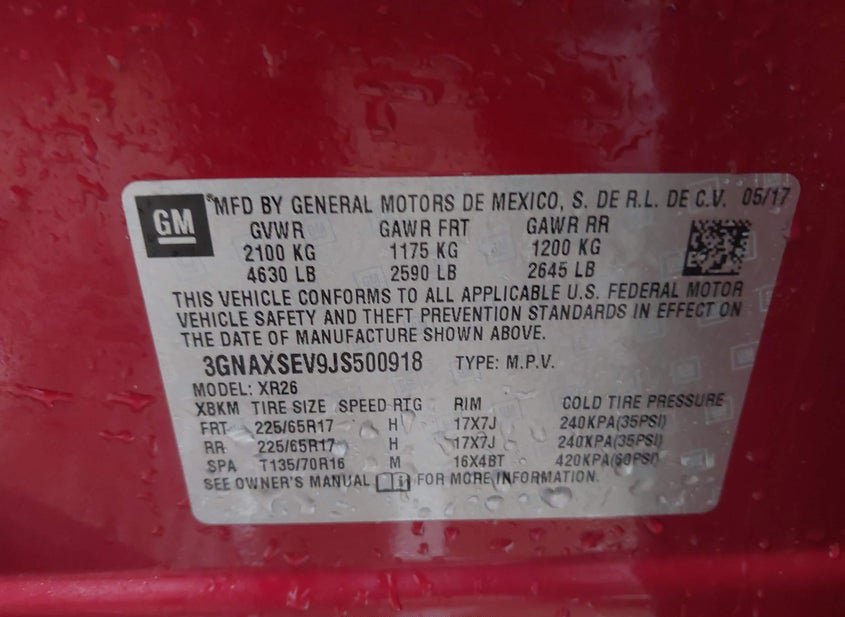 GM
®MFD BY GENERAL MOTORS DE MEXICO, S. DE R.L. DE C.V. 05/17
GVWR GAWR FRT GAWR RR
2100 KG 1175 KG 1200 KG
4630 LB 2590 LB 2645 LB
THIS VEHICLE CONFORMS TO ALL APPLICABLE U.S. FEDERAL MOTOR
VEHICLE SAFETY AND THEFT PREVENTION STANDARDS IN EFFECT ON
THE DATE OF MANUFACTURE SHOWN ABOVE.
3GNAXSEV9JS500918 TYPE: M.P.V.
MODEL: XR26
XBKM TIRE SIZE SPEED RTG RIM COLD TIRE PRESSURE
FRT 225/65R17 H 17X7J 240KPA(35PSI)
RR 225/65R17 H 17X7J 240KPA(35PSI)
SPA T135/70R16 M 16X4BT 420KPA(60PSI)
SEE OWNER'S MANUAL FOR MORE INFORMATION.